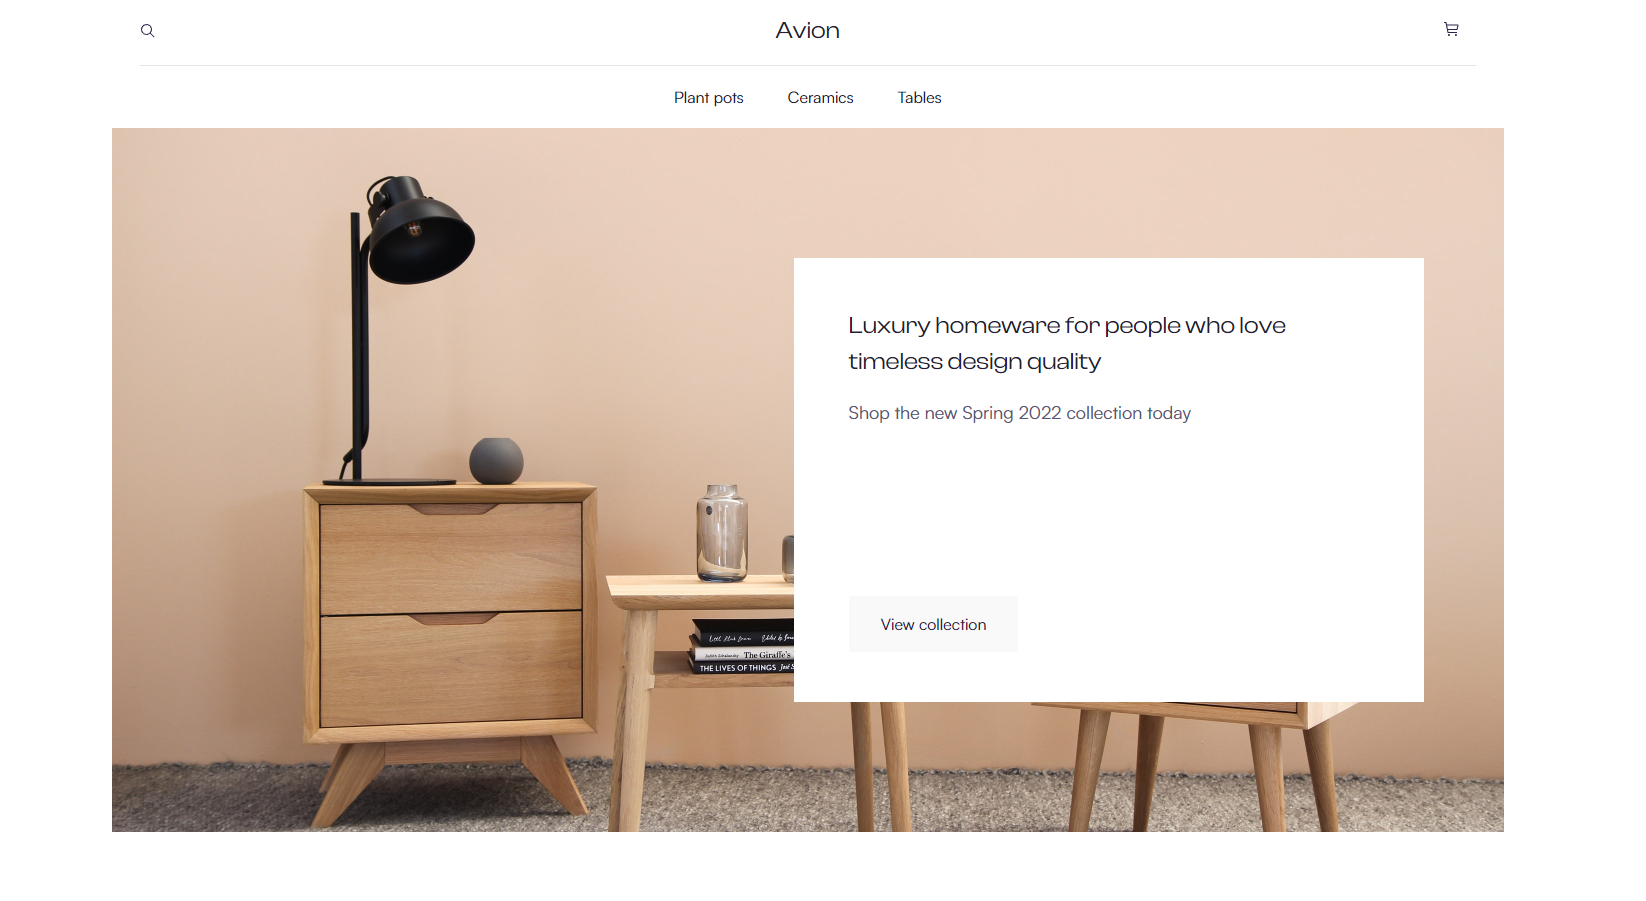 Avion
Plant pots
Ceramics
Tables
Luxury homeware for people who love
timeless design quality
Shop the new Spring 2022 collection today
View collection
The Giraffe's
THE LIVES OF THINGS